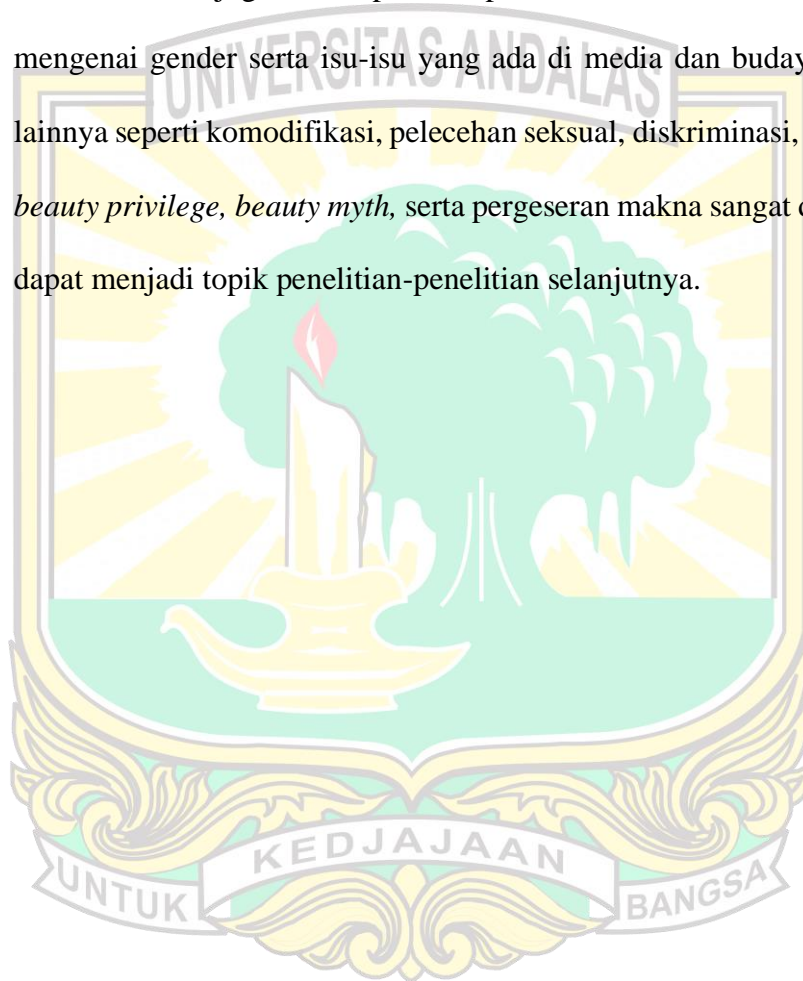 mengenai gender serta isu-isu yang ada di media dan buday
lainnya seperti komodifikasi, pelecehan seksual, diskriminasi,
beauty privilege, beauty myth, serta pergeseran makna sangat
dapat menjadi topik penelitian-penelitian selanjutnya.
UNIVERSITAS ANDALAS
KEDJAJAAN
UNTUK BANGSA